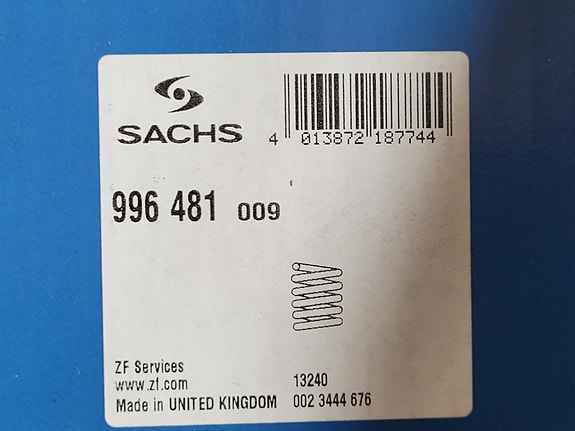 SACHS
4 013872 187744
996 481 009
ZF Services
www.zf.com
13240
Made in UNITED KINGDOM
002 3444 676